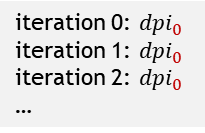 iteration 0: dpi₀
iteration 1: dpi₀
iteration 2: dpi₀
...